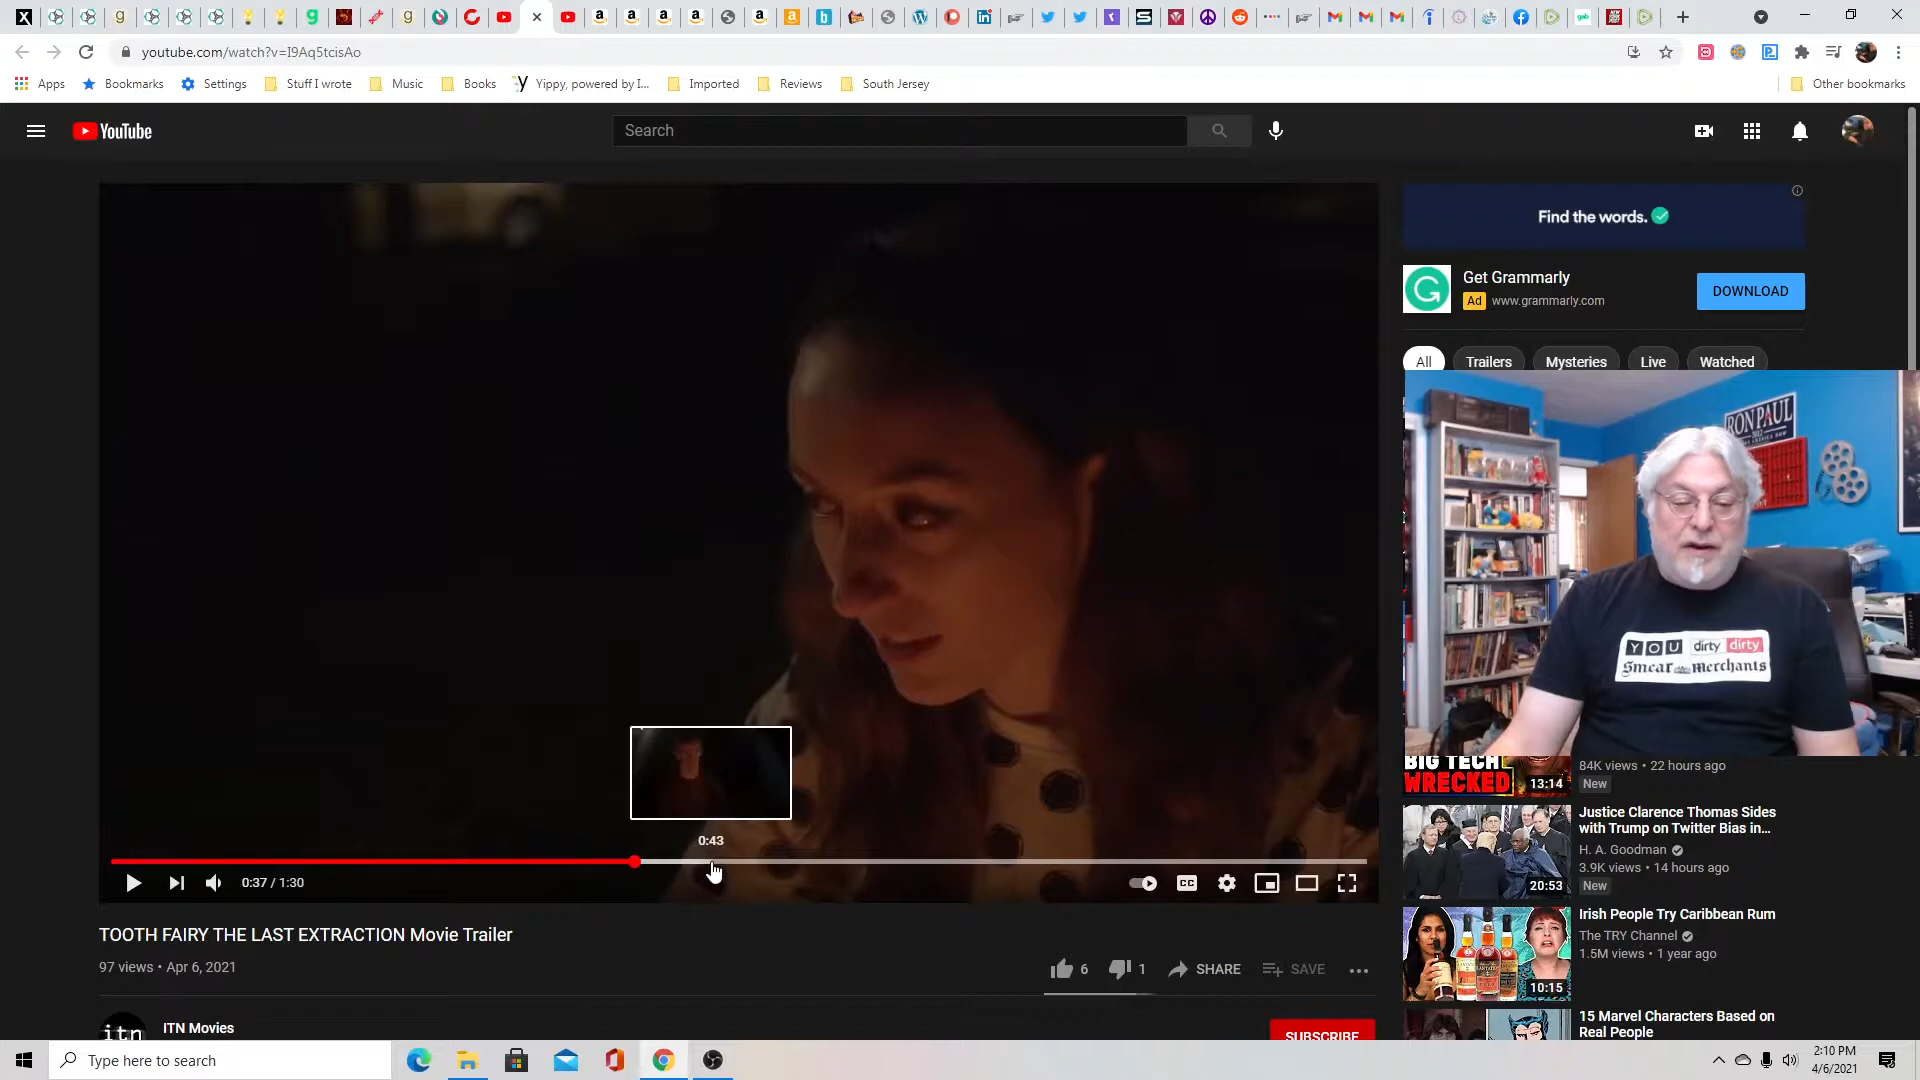 youtube.com/watch?v=I9Aq5tcisAo
Apps
Bookmarks
Settings
Stuff I wrote
Music
Books
Yippy, powered by I...
Imported
Reviews
South Jersey
Other bookmarks
YouTube
Search
Find the words.
Get Grammarly
Ad www.grammarly.com
DOWNLOAD
All
Trailers
Mysteries
Live
Watched
RON PAUL
2012
YOU dirty dirty
Smear merchants
0:43
0:37 / 1:30
CC
TOOTH FAIRY THE LAST EXTRACTION Movie Trailer
97 views • Apr 6, 2021
6
1
SHARE
SAVE
itn
ITN Movies
SUBSCRIBE
BIG TECH
WRECKED
13:14
84K views • 22 hours ago
New
Justice Clarence Thomas Sides
with Trump on Twitter Bias in...
H. A. Goodman
3.9K views • 14 hours ago
New
20:53
Irish People Try Caribbean Rum
The TRY Channel
1.5M views • 1 year ago
10:15
15 Marvel Characters Based on
Real People
Type here to search
2:10 PM
4/6/2021